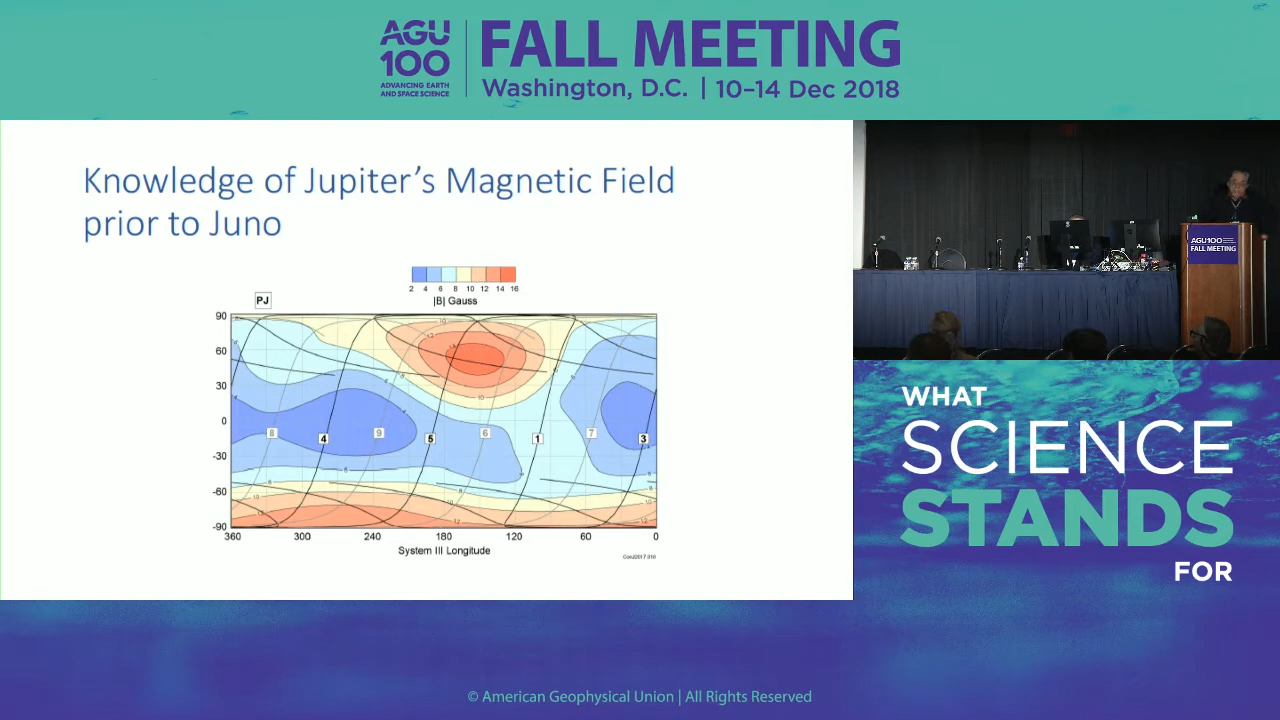 AGU
100
ADVANCING EARTH
AND SPACE SCIENCE
FALL MEETING
Washington, D.C. | 10–14 Dec 2018
Knowledge of Jupiter's Magnetic Field
prior to Juno
2 4 6 8 10 12 14 16
|B| Gauss
PJ
90
60
30
0
-30
-60
-90
8 4 9 5 6 1 7 3
360 300 240 180 120 60 0
System III Longitude
AGU100
FALL MEETING
WHAT
SCIENCE
STANDS
FOR
© American Geophysical Union | All Rights Reserved